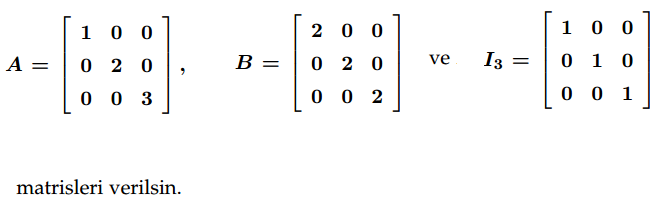 A = [ 1 0 0 0 2 0 0 0 3 ], B = [ 2 0 0 0 2 0 0 0 2 ] ve I₃ = [ 1 0 0 0 1 0 0 0 1 ]
matrisleri verilsin.